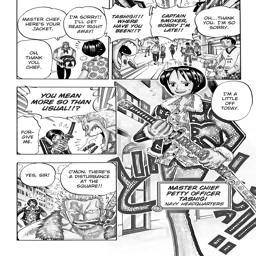 MASTER CHIEF,
HERE'S YOUR
JACKET.
OH,
THANK
YOU,
CHIEF.
I'M SORRY!!
I'LL GET
READY RIGHT
AWAY!
TASHIGI!!!
WHERE
HAVE YOU
BEEN!!?
CAPTAIN
SMOKER,
SORRY I'M
LATE!!
OH...THANK
YOU. I'M SO
SORRY.
YOU MEAN
MORE SO THAN
USUAL!!?
I'M A
LITTLE
OFF
TODAY.
FOR-
GIVE
ME.
YES, SIR!
C'MON. THERE'S
A DISTURBANCE
AT THE
SQUARE!!
MASTER CHIEF
PETTY OFFICER
TASHIGI
NAVY HEADQUARTERS